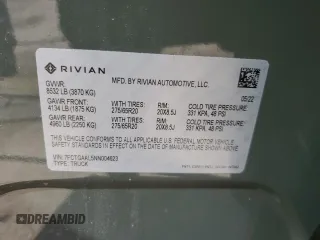 RIVIAN
MFD. BY RIVIAN AUTOMOTIVE, LLC.
05/22
GVWR:
8532 LB (3870 KG)
GAWR FRONT:
4134 LB (1875 KG)
WITH TIRES:
275/65R20
RIM:
20X8.5J
COLD TIRE PRESSURE
331 KPA, 48 PSI
GAWR REAR:
4960 LB (2250 KG)
WITH TIRES:
275/65R20
RIM:
20X8.5J
COLD TIRE PRESSURE
331 KPA, 48 PSI
THIS VEHICLE CONFORMS TO ALL APPLICABLE U.S. FEDERAL MOTOR VEHICLE
SAFETY STANDARDS IN EFFECT ON THE DATE OF MANUFACTURE SHOWN ABOVE.
TYPE: TRUCK